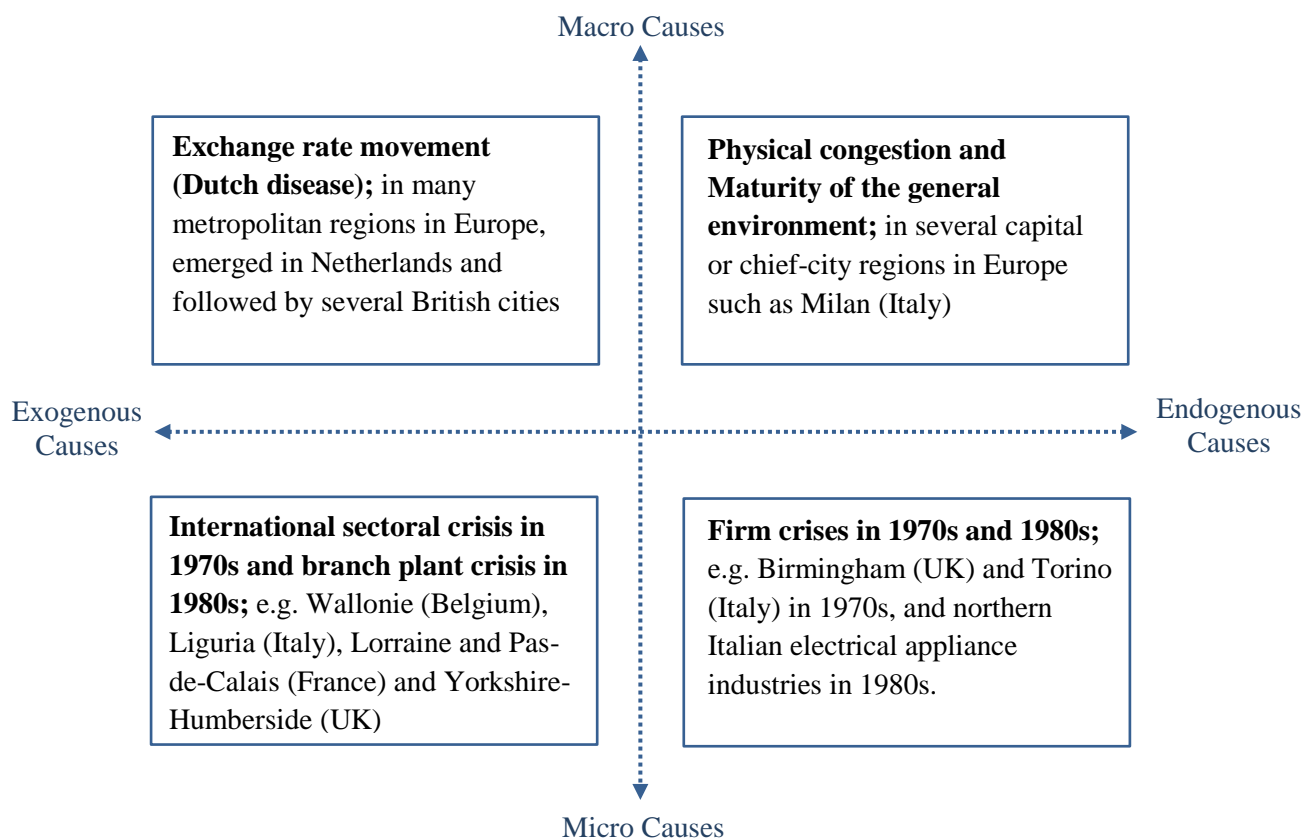 Macro Causes
Exchange rate movement
(Dutch disease); in many
metropolitan regions in Europe,
emerged in Netherlands and
followed by several British cities
Physical congestion and
Maturity of the general
environment; in several capital
or chief-city regions in Europe
such as Milan (Italy)
Exogenous
Causes
Endogenous
Causes
International sectoral crisis in
1970s and branch plant crisis in
1980s; e.g. Wallonie (Belgium),
Liguria (Italy), Lorraine and Pas-
de-Calais (France) and Yorkshire-
Humberside (UK)
Firm crises in 1970s and 1980s;
e.g. Birmingham (UK) and Torino
(Italy) in 1970s, and northern
Italian electrical appliance
industries in 1980s.
Micro Causes